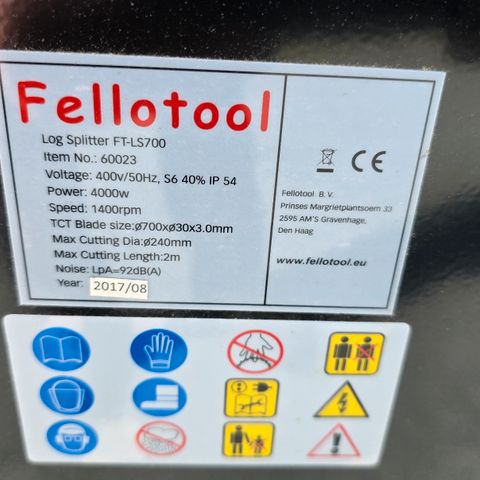 Fellotool
Log Splitter FT-LS700
Item No.: 60023
Voltage: 400v/50Hz, S6 40% IP 54
Power: 4000w
Speed: 1400rpm
TCT Blade size:ø700xø30x3.0mm
Max Cutting Dia:ø240mm
Max Cutting Length:2m
Noise: LpA=92dB(A)
Year: 2017/08
CE
Fellotool B. V.
Prinses Margrietplantsoem 33
2595 AM'S Gravenhage,
Den Haag
www.fellotool.eu